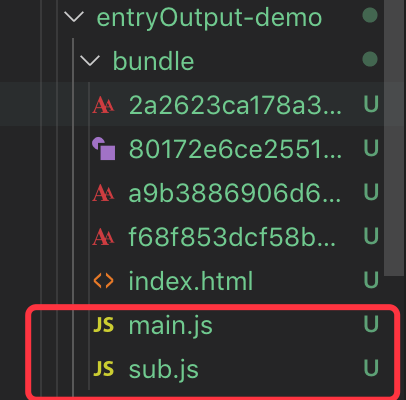 entryOutput-demo
bundle
2a2623ca178a3... U
80172e6ce2551... U
a9b3886906d6... U
f68f853dcf58b... U
<> index.html U
JS main.js U
JS sub.js U